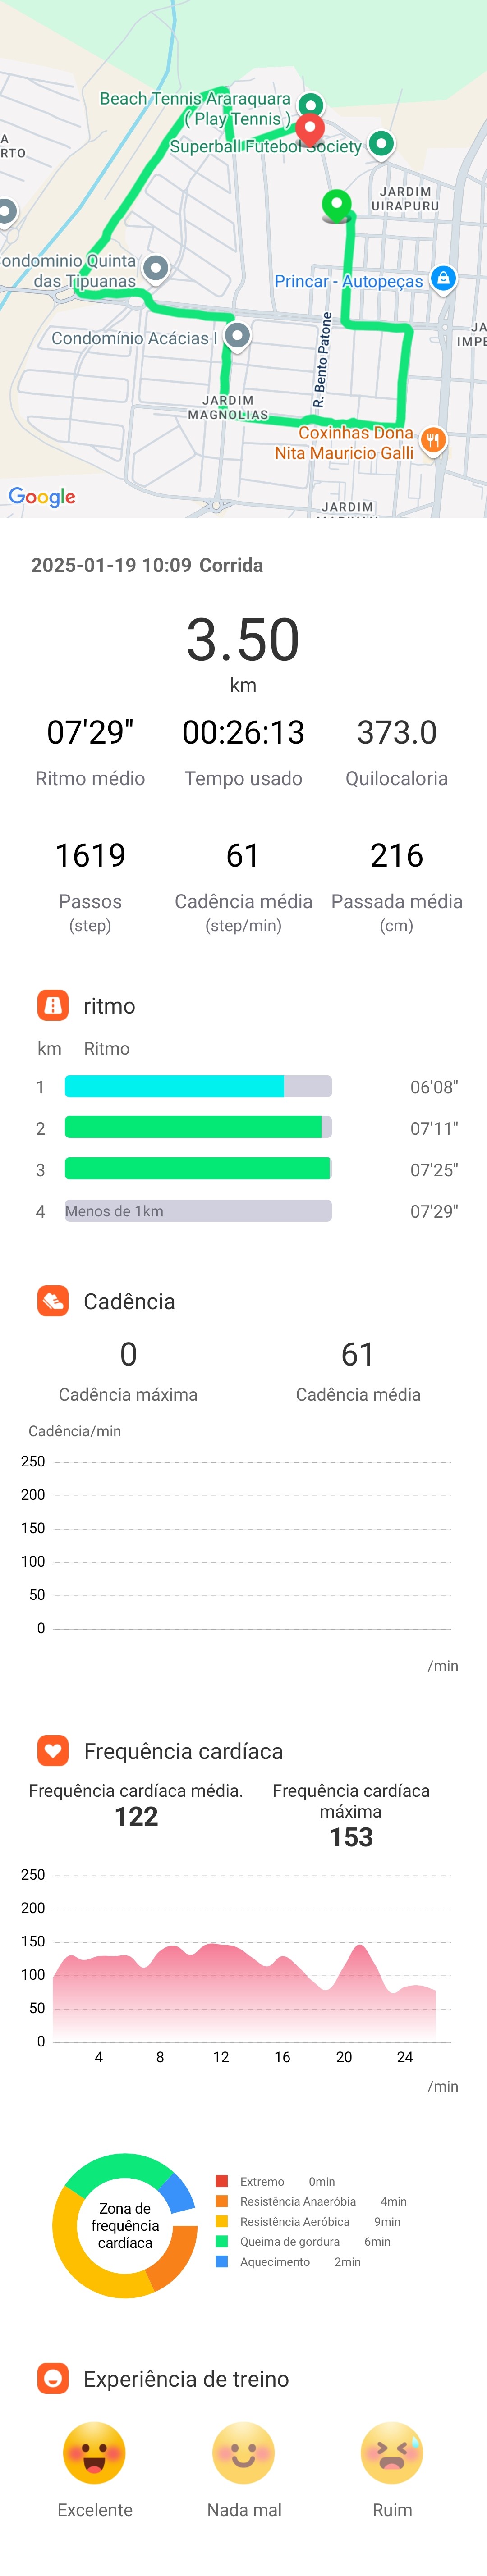 Beach Tennis Araraquara
( Play Tennis )
Superball Futebol Society
A
RTO
JARDIM
UIRAPURU
ondominio Quinta
das Tipuanas
Princar - Autopeças
Condomínio Acácias I
R. Bento Patone
JA
IMPE
JARDIM
MAGNOLIAS
Coxinhas Dona
Nita Mauricio Galli
Google
JARDIM
2025-01-19 10:09 Corrida
3.50
km
07'29" 00:26:13 373.0
Ritmo médio Tempo usado Quilocaloria
1619 61 216
Passos Cadência média Passada média
(step) (step/min) (cm)
ritmo
km Ritmo
1 06'08"
2 07'11"
3 07'25"
4 Menos de 1km 07'29"
Cadência
0 61
Cadência máxima Cadência média
Cadência/min
250
200
150
100
50
0
/min
Frequência cardíaca
Frequência cardíaca média.
122
Frequência cardíaca
máxima
153
250
200
150
100
50
0
4 8 12 16 20 24
/min
Zona de
frequência
cardíaca
Extremo 0min
Resistência Anaeróbia 4min
Resistência Aeróbica 9min
Queima de gordura 6min
Aquecimento 2min
Experiência de treino
Excelente Nada mal Ruim